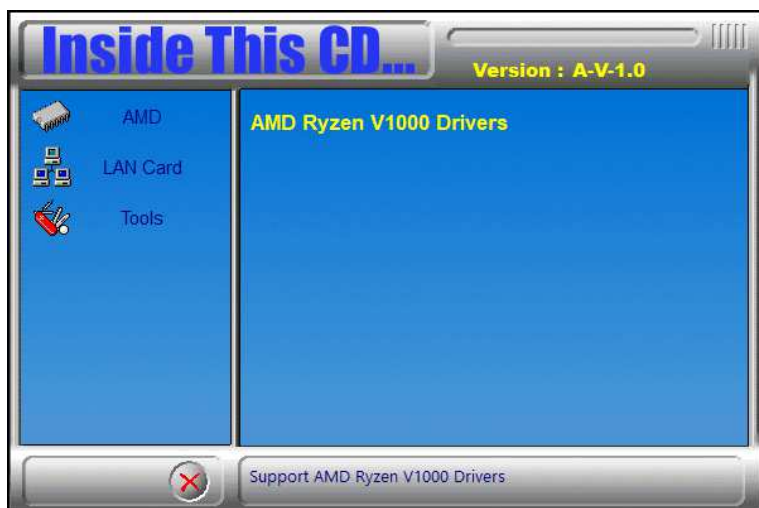 Inside This CD...
Version : A-V-1.0
AMD
LAN Card
Tools
AMD Ryzen V1000 Drivers
Support AMD Ryzen V1000 Drivers